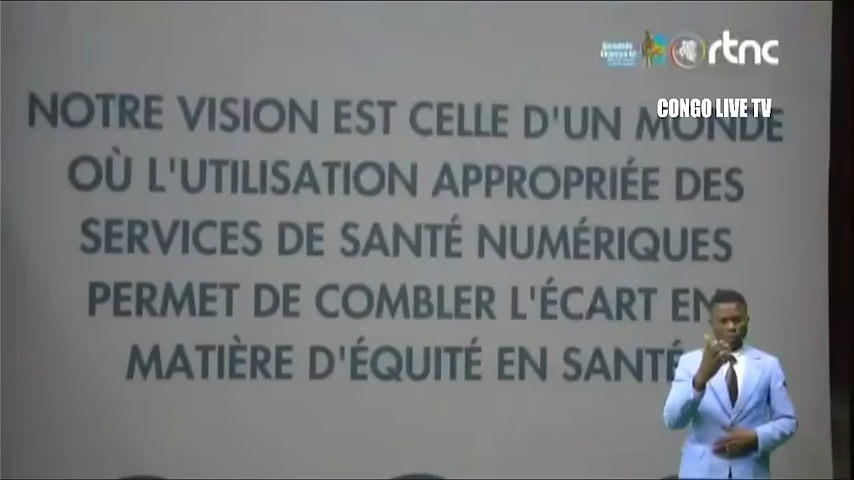 rtnc
CONGO LIVE TV
NOTRE VISION EST CELLE D'UN MONDE
OÙ L'UTILISATION APPROPRIÉE DES
SERVICES DE SANTÉ NUMÉRIQUES
PERMET DE COMBLER L'ÉCART EN
MATIÈRE D'ÉQUITÉ EN SANTÉ